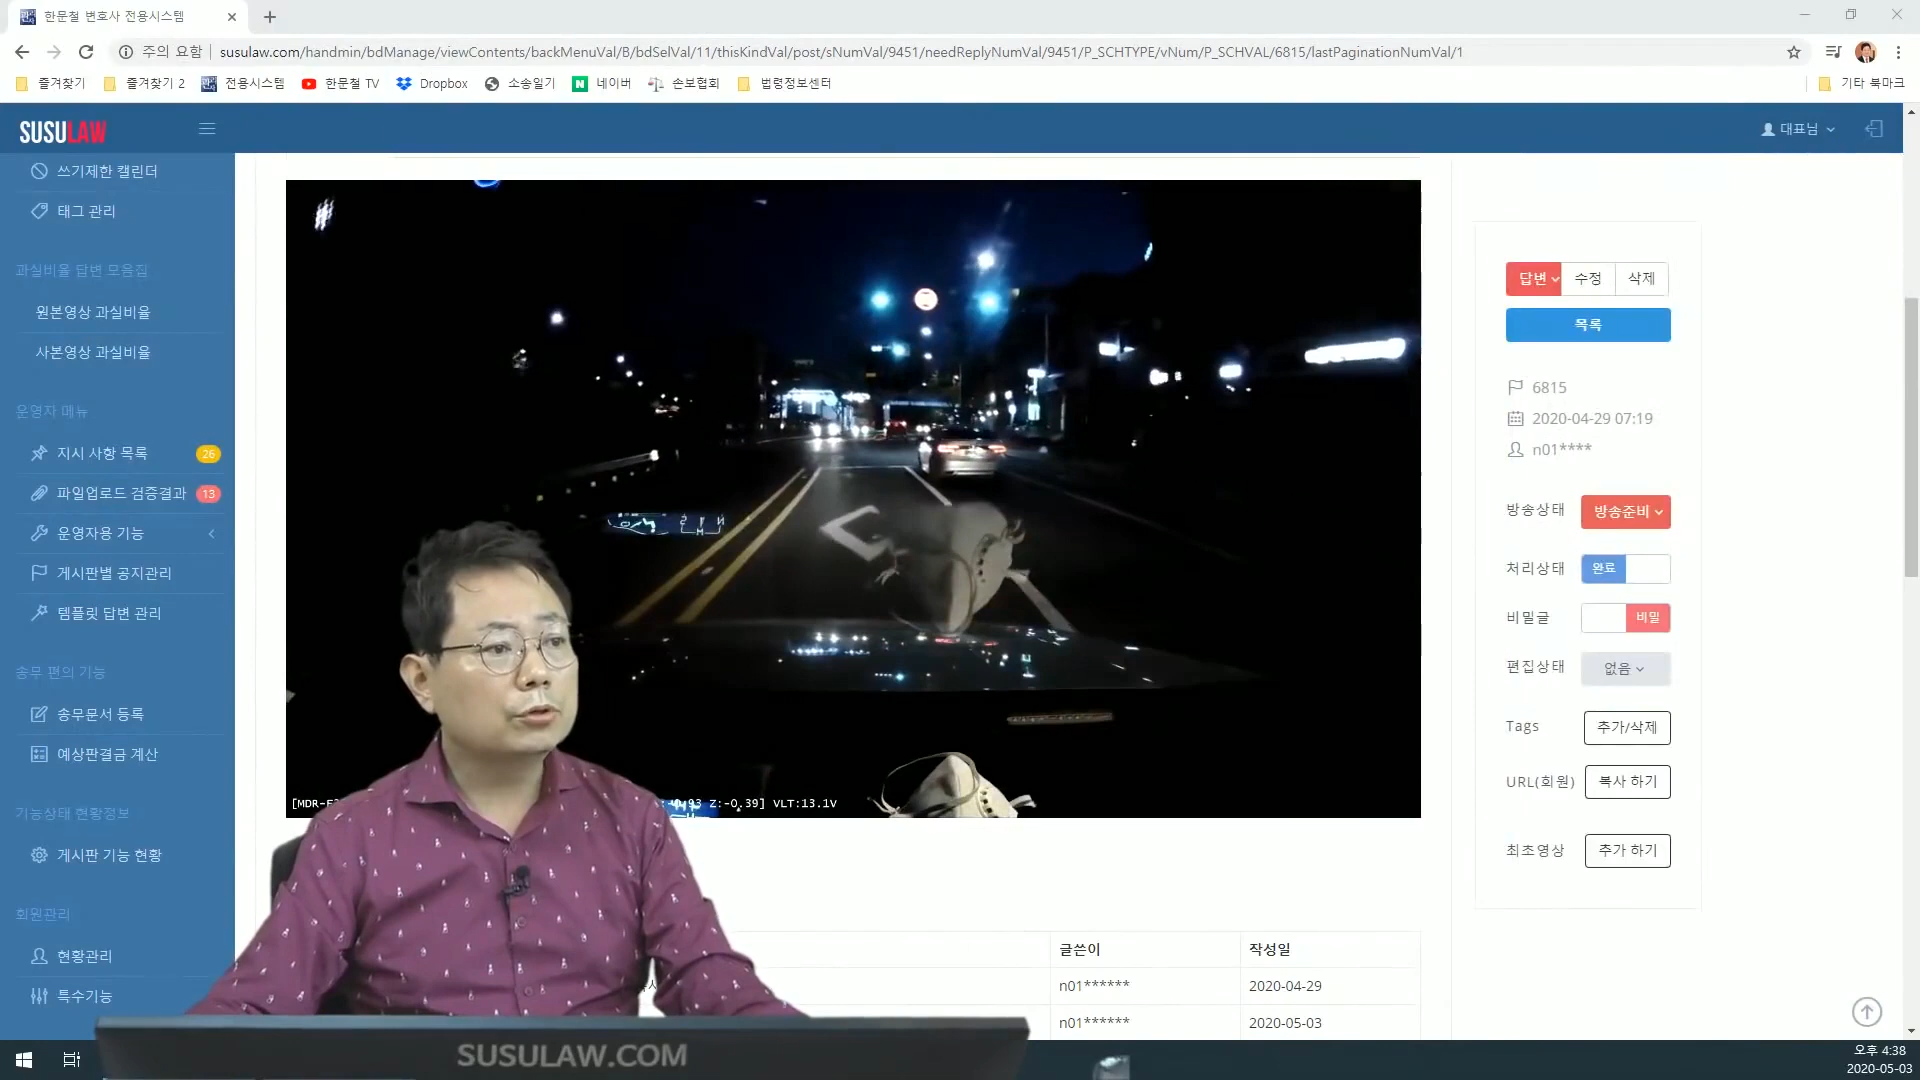 한문철 변호사 전용시스템
주의 요함
susulaw.com/handmin/bdManage/viewContents/backMenuVal/B/bdSelVal/11/thisKindVal/post/sNumVal/9451/needReplyNumVal/9451/P_SCHTYPE/vNum/P_SCHVAL/6815/lastPaginationNumVal/1
즐겨찾기
즐겨찾기 2
전용시스템
한문철 TV
Dropbox
소송일기
N 네이버
손보협회
법령정보센터
기타 북마크
SUSULAW
대표님
쓰기제한 캘린더
태그 관리
과실비율 답변 모음집
원본영상 과실비율
사본영상 과실비율
운영자 메뉴
지시 사항 목록 26
파일업로드 검증결과 13
운영자용 기능
게시판별 공지관리
템플릿 답변 관리
송무 편의 기능
송무문서 등록
예상판결금 계산
기능상태 현황정보
게시판 기능 현황
회원관리
현황관리
특수기능
Z:-0.39] VLT:13.1V
답변
수정
삭제
목록
6815
2020-04-29 07:19
n01****
방송상태 방송준비
처리상태 완료
비밀글 비밀
편집상태 없음
Tags 추가/삭제
URL(회원) 복사 하기
최초영상 추가 하기
글쓴이 작성일
n01****** 2020-04-29
n01****** 2020-05-03
SUSULAW.COM
오후 4:38
2020-05-03